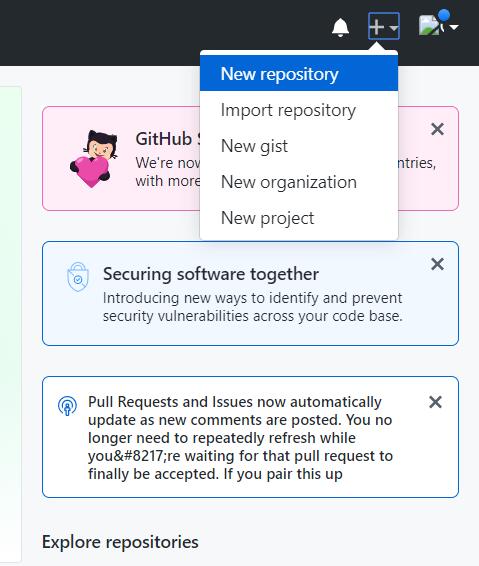 New repository
Import repository
New gist
New organization
New project
GitHub S
We're now
ntries,
with more
Securing software together
Introducing new ways to identify and prevent
security vulnerabilities across your code base.
Pull Requests and Issues now automatically
update as new comments are posted. You no
longer need to repeatedly refresh while
you&#8217;re waiting for that pull request to
finally be accepted. If you pair this up
Explore repositories